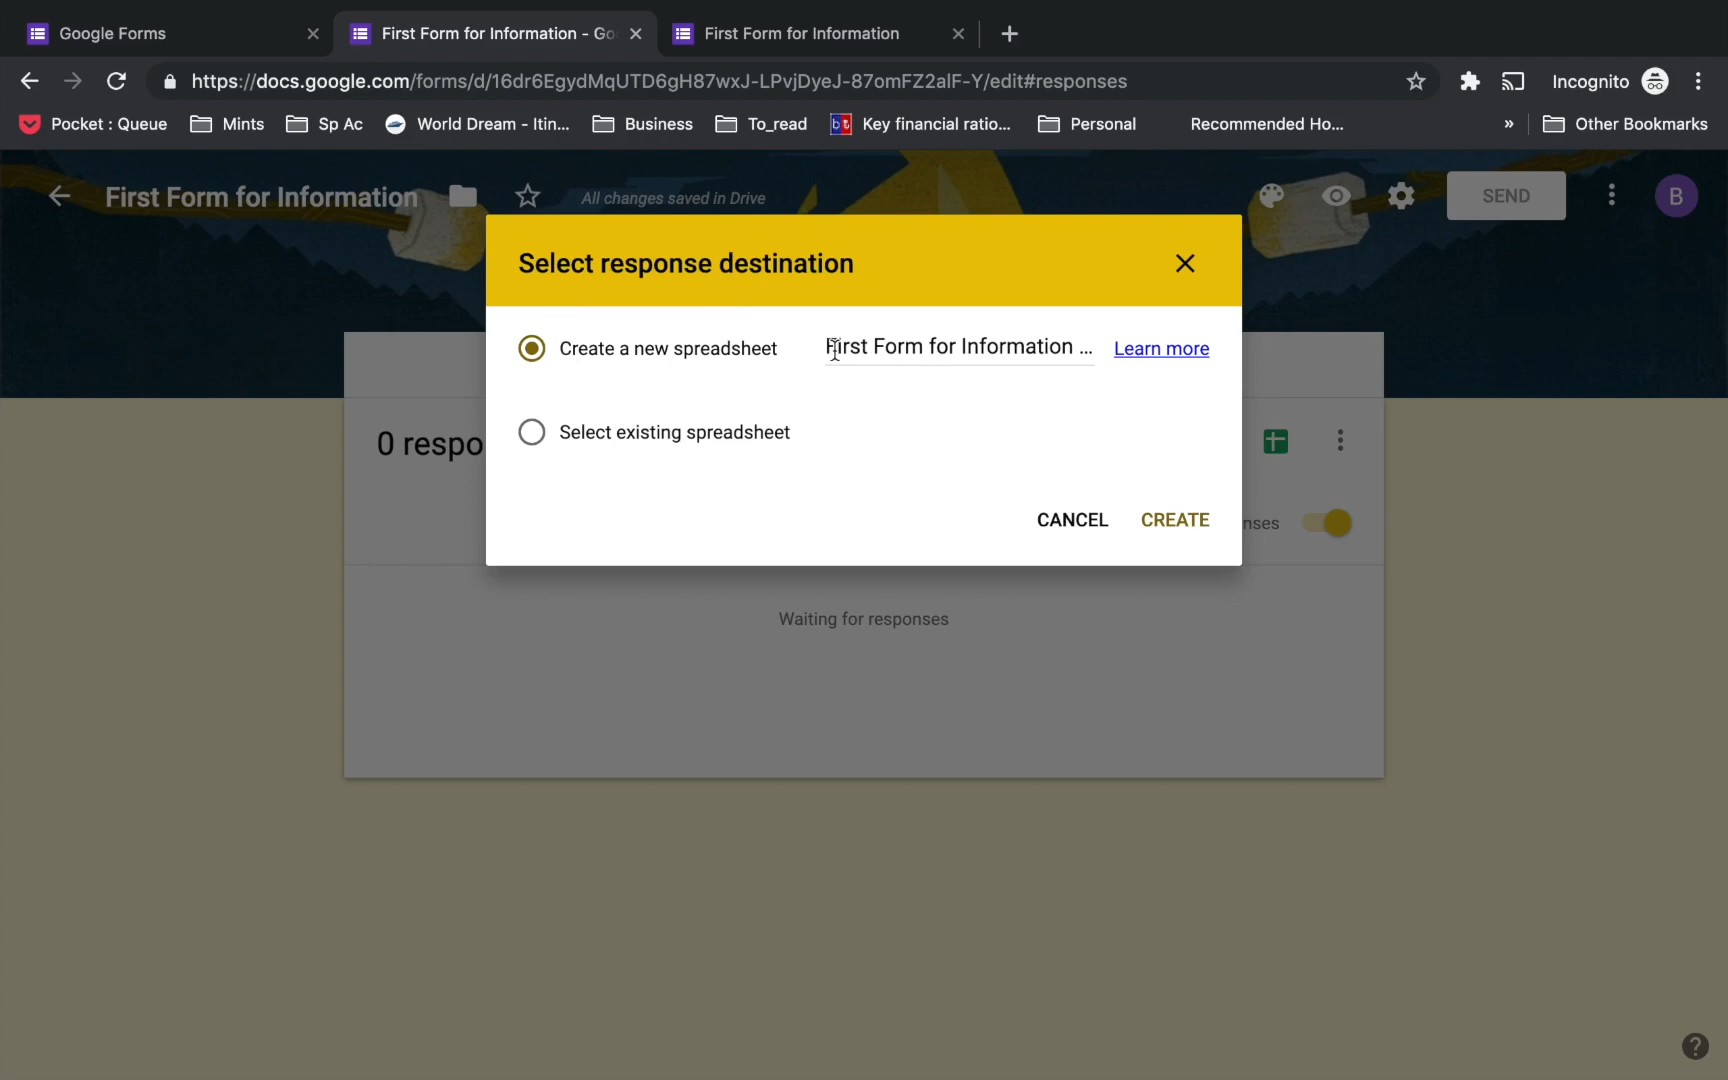 Google Forms
First Form for Information - Go
First Form for Information
https://docs.google.com/forms/d/16dr6EgydMqUTD6gH87wxJ-LPvjDyeJ-87omFZ2alF-Y/edit#responses
Incognito
Pocket : Queue
Mints
Sp Ac
World Dream - Itin...
Business
To_read
Key financial ratio...
Personal
Recommended Ho...
»
Other Bookmarks
First Form for Information
All changes saved in Drive
SEND
B
Select response destination
Create a new spreadsheet
First Form for Information ...
Learn more
Select existing spreadsheet
0 respo
CANCEL
CREATE
nses
Waiting for responses
?